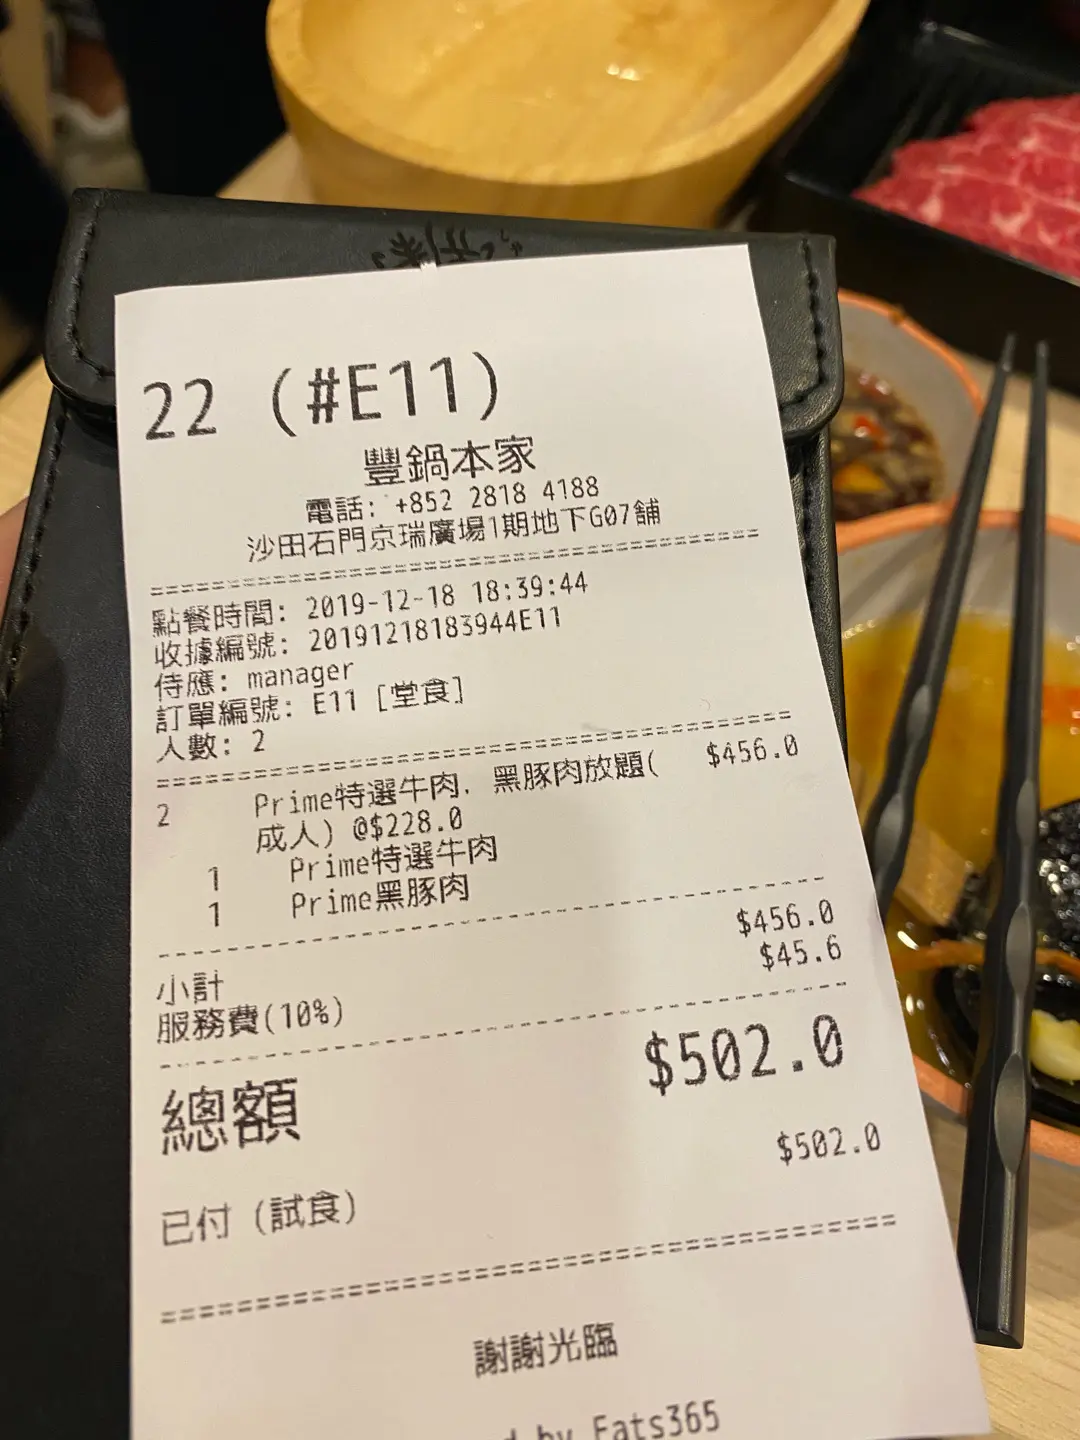 22 (#E11)
豐鍋本家
電話: +852 2818 4188
沙田石門京瑞廣場1期地下G07舖
點餐時間: 2019-12-18 18:39:44
收據編號: 20191218183944E11
侍應: manager
訂單編號: E11 [堂食]
人數: 2
2 Prime特選牛肉, 黑豚肉放題( $456.0
成人) @$228.0
1 Prime特選牛肉
1 Prime黑豚肉
小計 $456.0
服務費(10%) $45.6
總額 $502.0
已付 (試食) $502.0
謝謝光臨
by Eats365